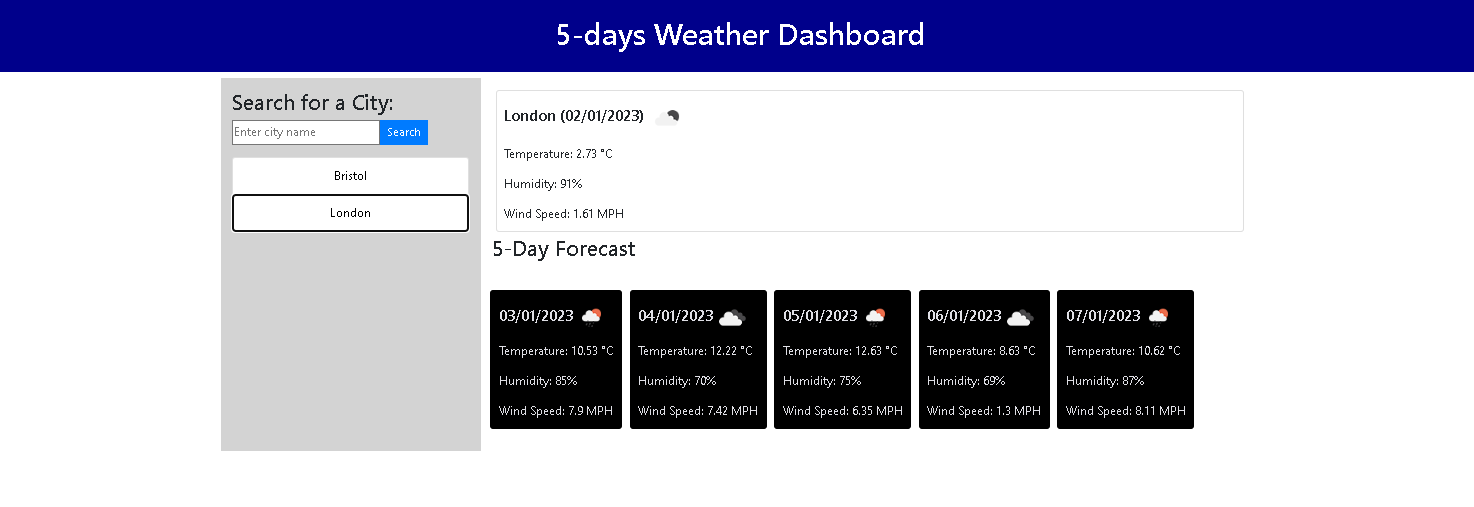 5-days Weather Dashboard
Search for a City:
Enter city name
Search
Bristol
London
London (02/01/2023)
Temperature: 2.73 °C
Humidity: 91%
Wind Speed: 1.61 MPH
5-Day Forecast
03/01/2023
Temperature: 10.53 °C
Humidity: 85%
Wind Speed: 7.9 MPH
04/01/2023
Temperature: 12.22 °C
Humidity: 70%
Wind Speed: 7.42 MPH
05/01/2023
Temperature: 12.63 °C
Humidity: 75%
Wind Speed: 6.35 MPH
06/01/2023
Temperature: 8.63 °C
Humidity: 69%
Wind Speed: 1.3 MPH
07/01/2023
Temperature: 10.62 °C
Humidity: 87%
Wind Speed: 8.11 MPH